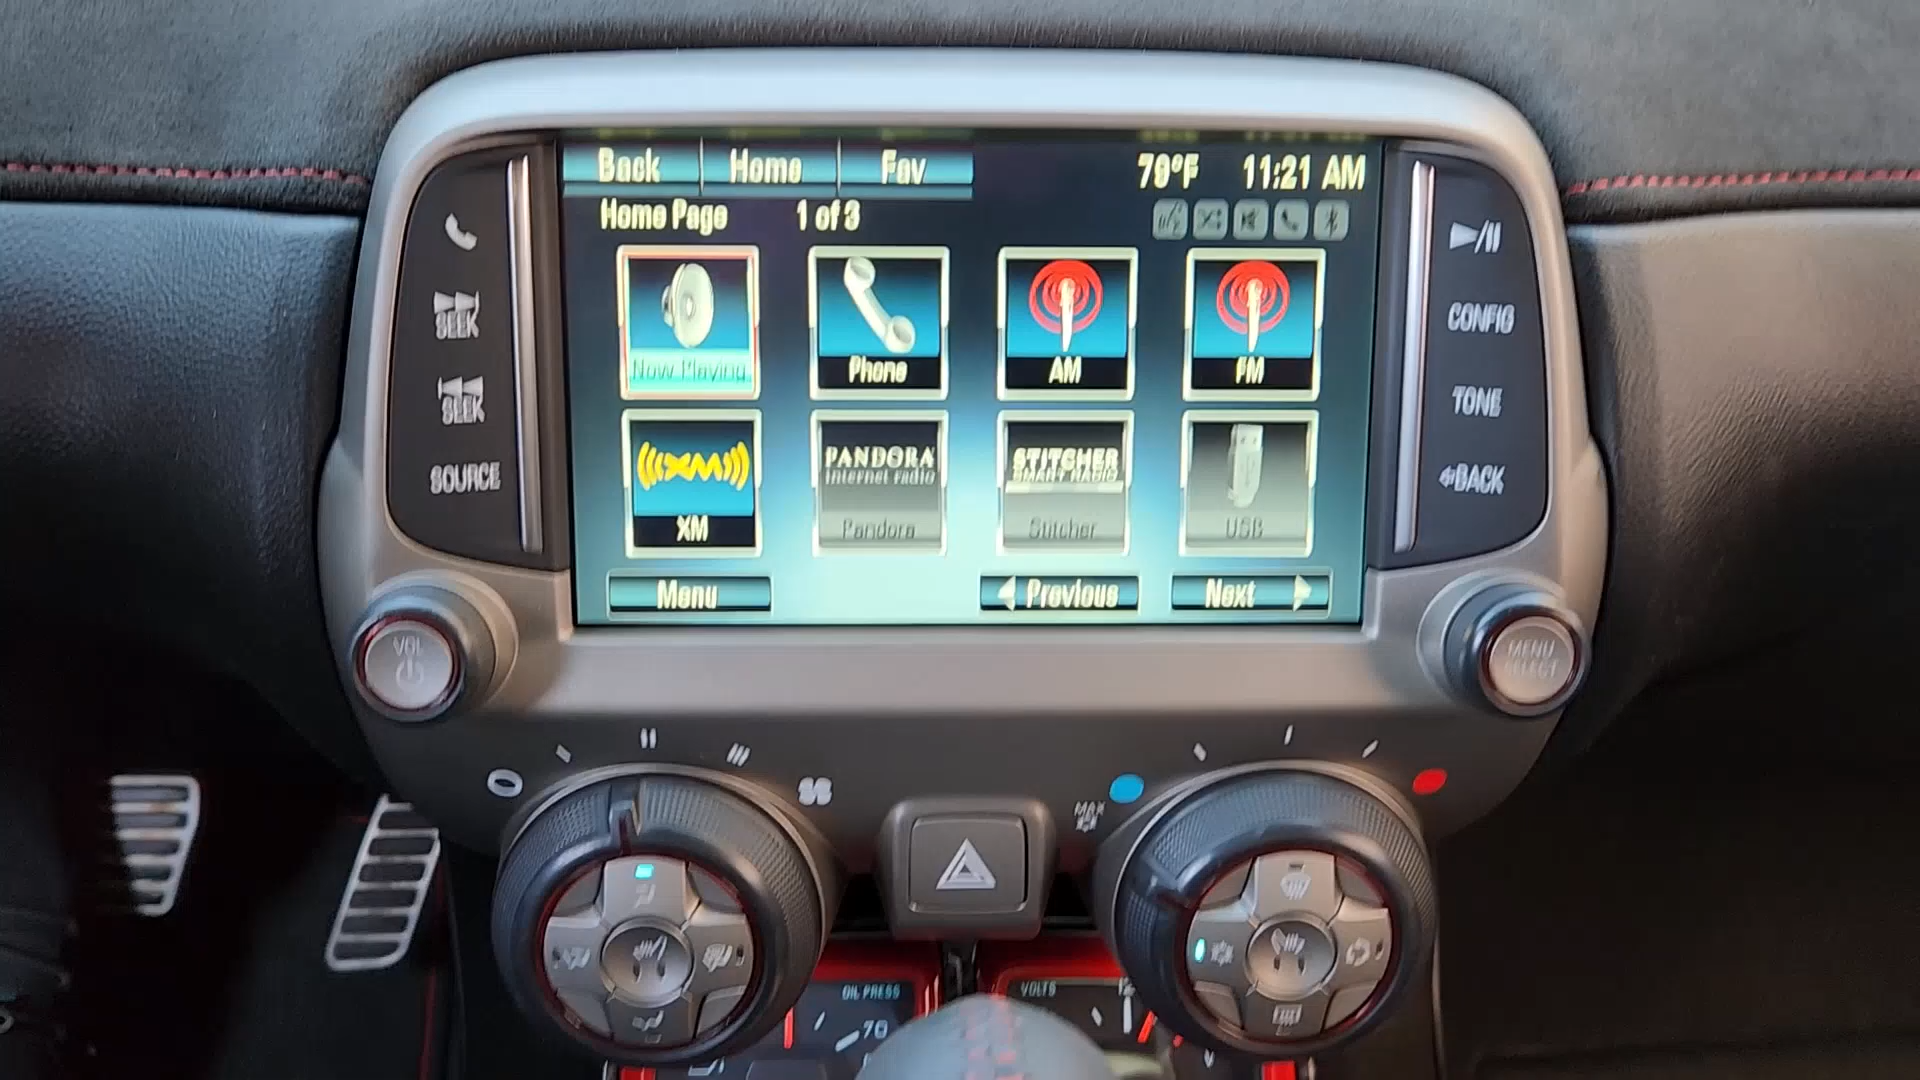 Back Home Fav 79°F 11:21 AM
Home Page 1 of 3
Now Playing Phone AM FM
XM
XM
PANDORA
internet radio
Pandora
STITCHER
SMART RADIO
Stitcher
USB
Menu Previous Next
SEEK
SEEK
SOURCE
CONFIG
TONE
BACK
VOL
MENU
SELECT
MAX
OIL PRESS
70
VOLTS